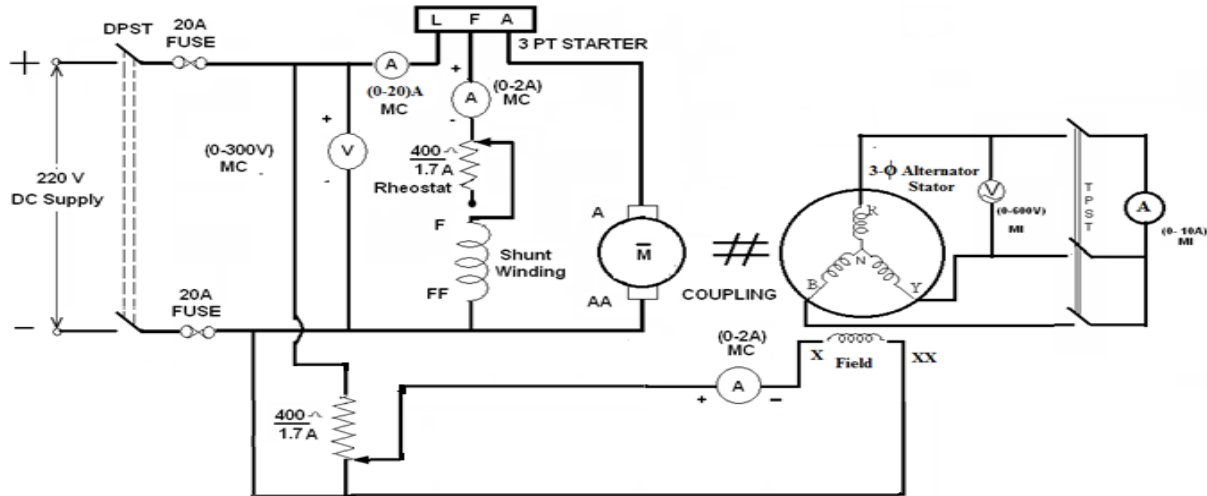 DPST
20A
FUSE
L F A
3 PT STARTER
+
A
(0-20)A
MC
+
A
-
(0-2A)
MC
(0-300V)
MC
+
V
-
400
1.7 A
Rheostat
220 V
DC Supply
F
Shunt
Winding
FF
A
M
AA
COUPLING
3-Φ Alternator
Stator
R
N
B
Y
V
(0-600V)
MI
TPST
A
(0-10A)
MI
-
20A
FUSE
(0-2A)
MC
+
A
-
X
Field
XX
400
1.7 A